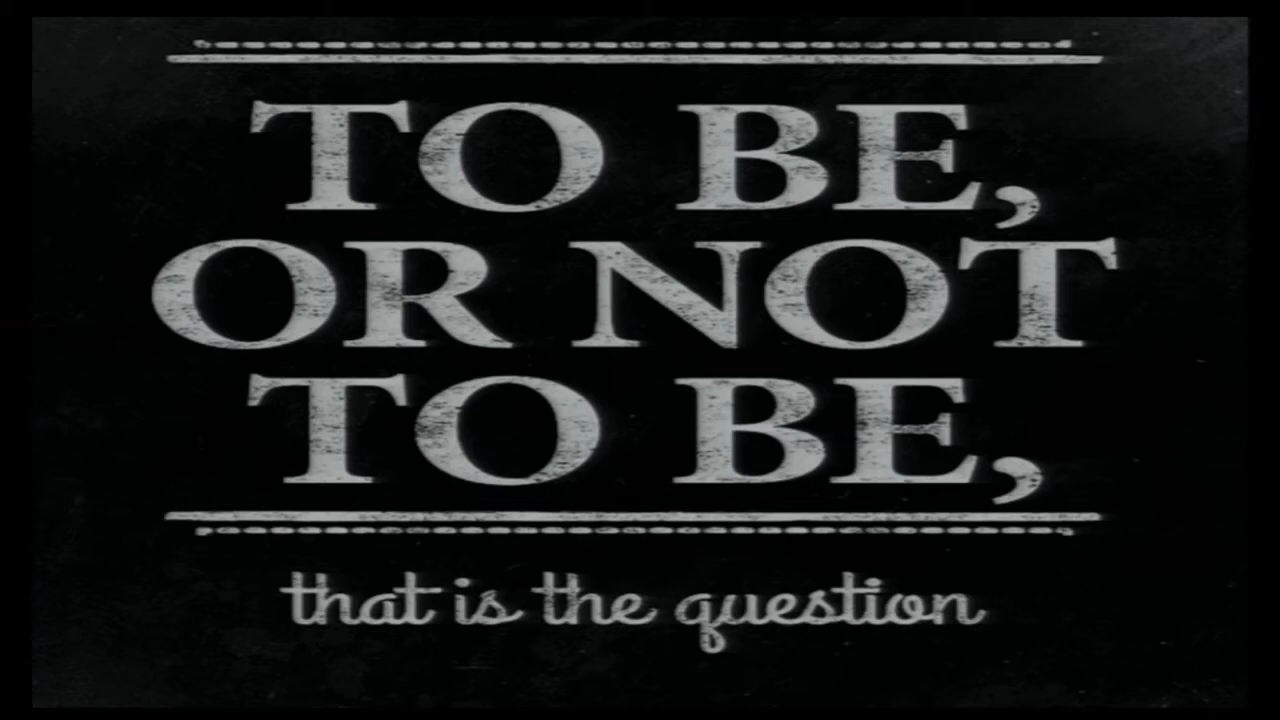 TO BE,
OR NOT
TO BE,
that is the question